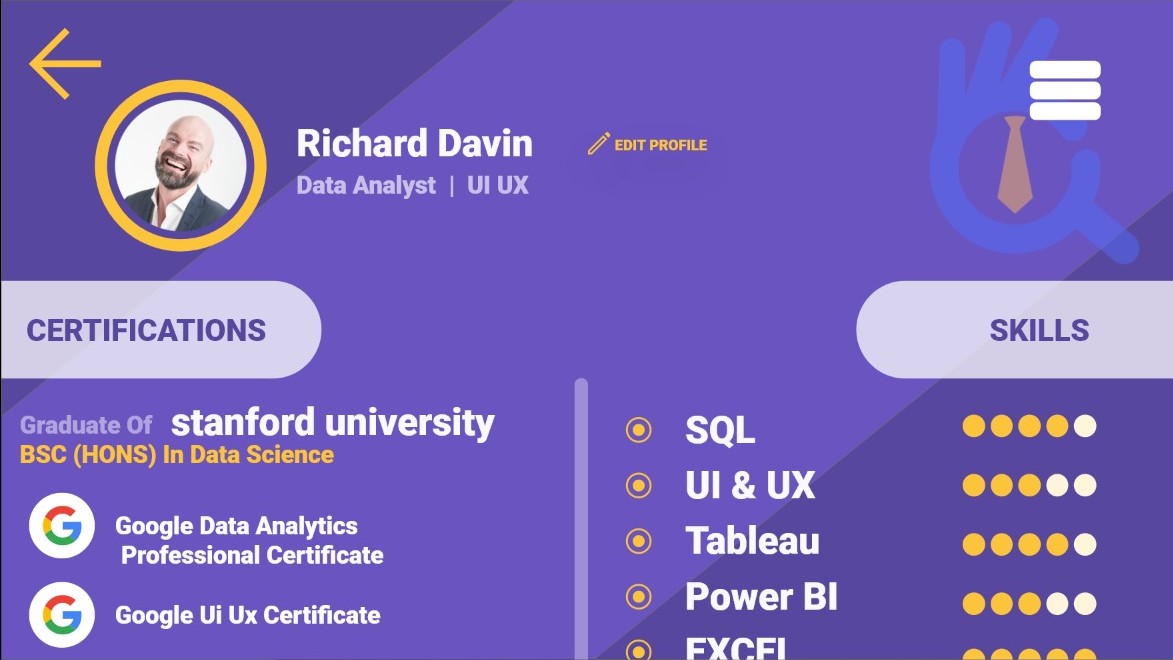 Richard Davin
EDIT PROFILE
Data Analyst | UI UX
CERTIFICATIONS
SKILLS
Graduate Of stanford university
BSC (HONS) In Data Science
Google Data Analytics
Professional Certificate
Google Ui Ux Certificate
SQL
UI & UX
Tableau
Power BI
EXCEL